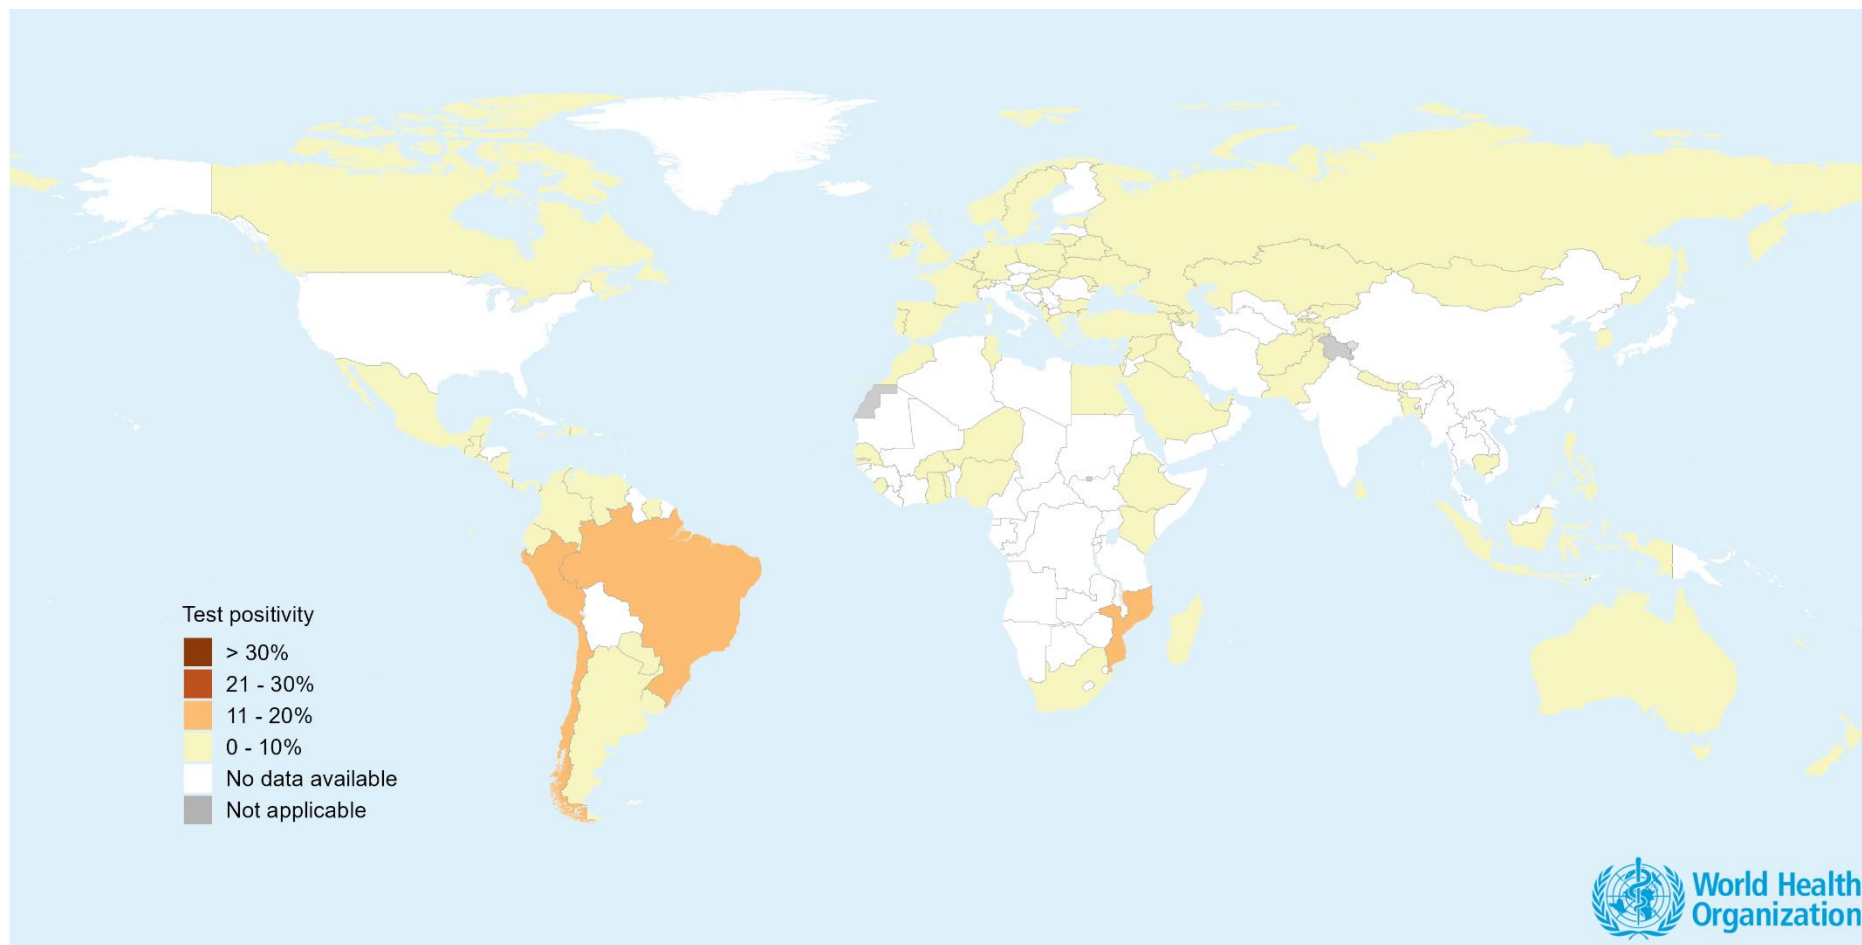 Test positivity
> 30%
21 - 30%
11 - 20%
0 - 10%
No data available
Not applicable
World Health
Organization